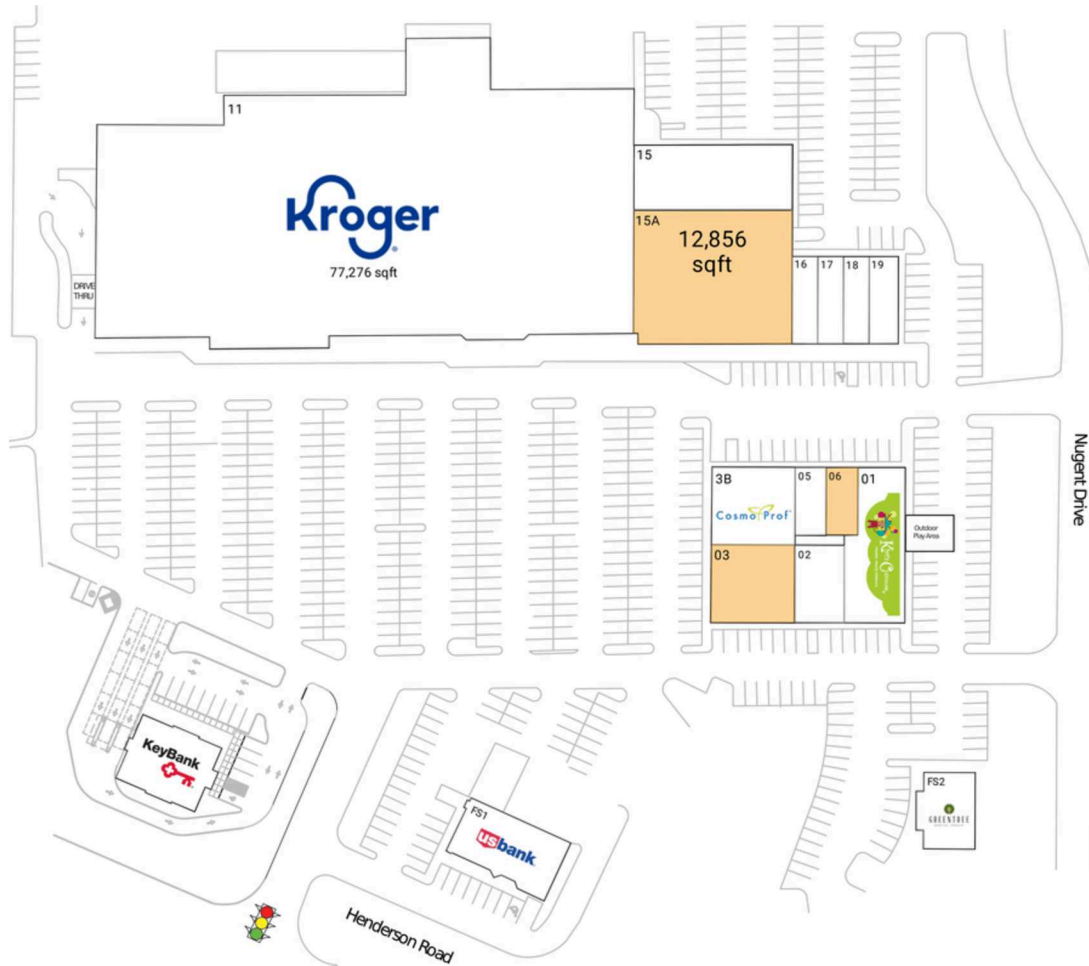 11
Kroger
77,276 sqft
DRIVE
THRU
15
15A
12,856
sqft
16
17
18
19
3B
CosmoProf
05
06
01
Outdoor
Play Area
03
02
Nugent Drive
KeyBank
FS1
usbank
FS2
GREENTREE
Henderson Road